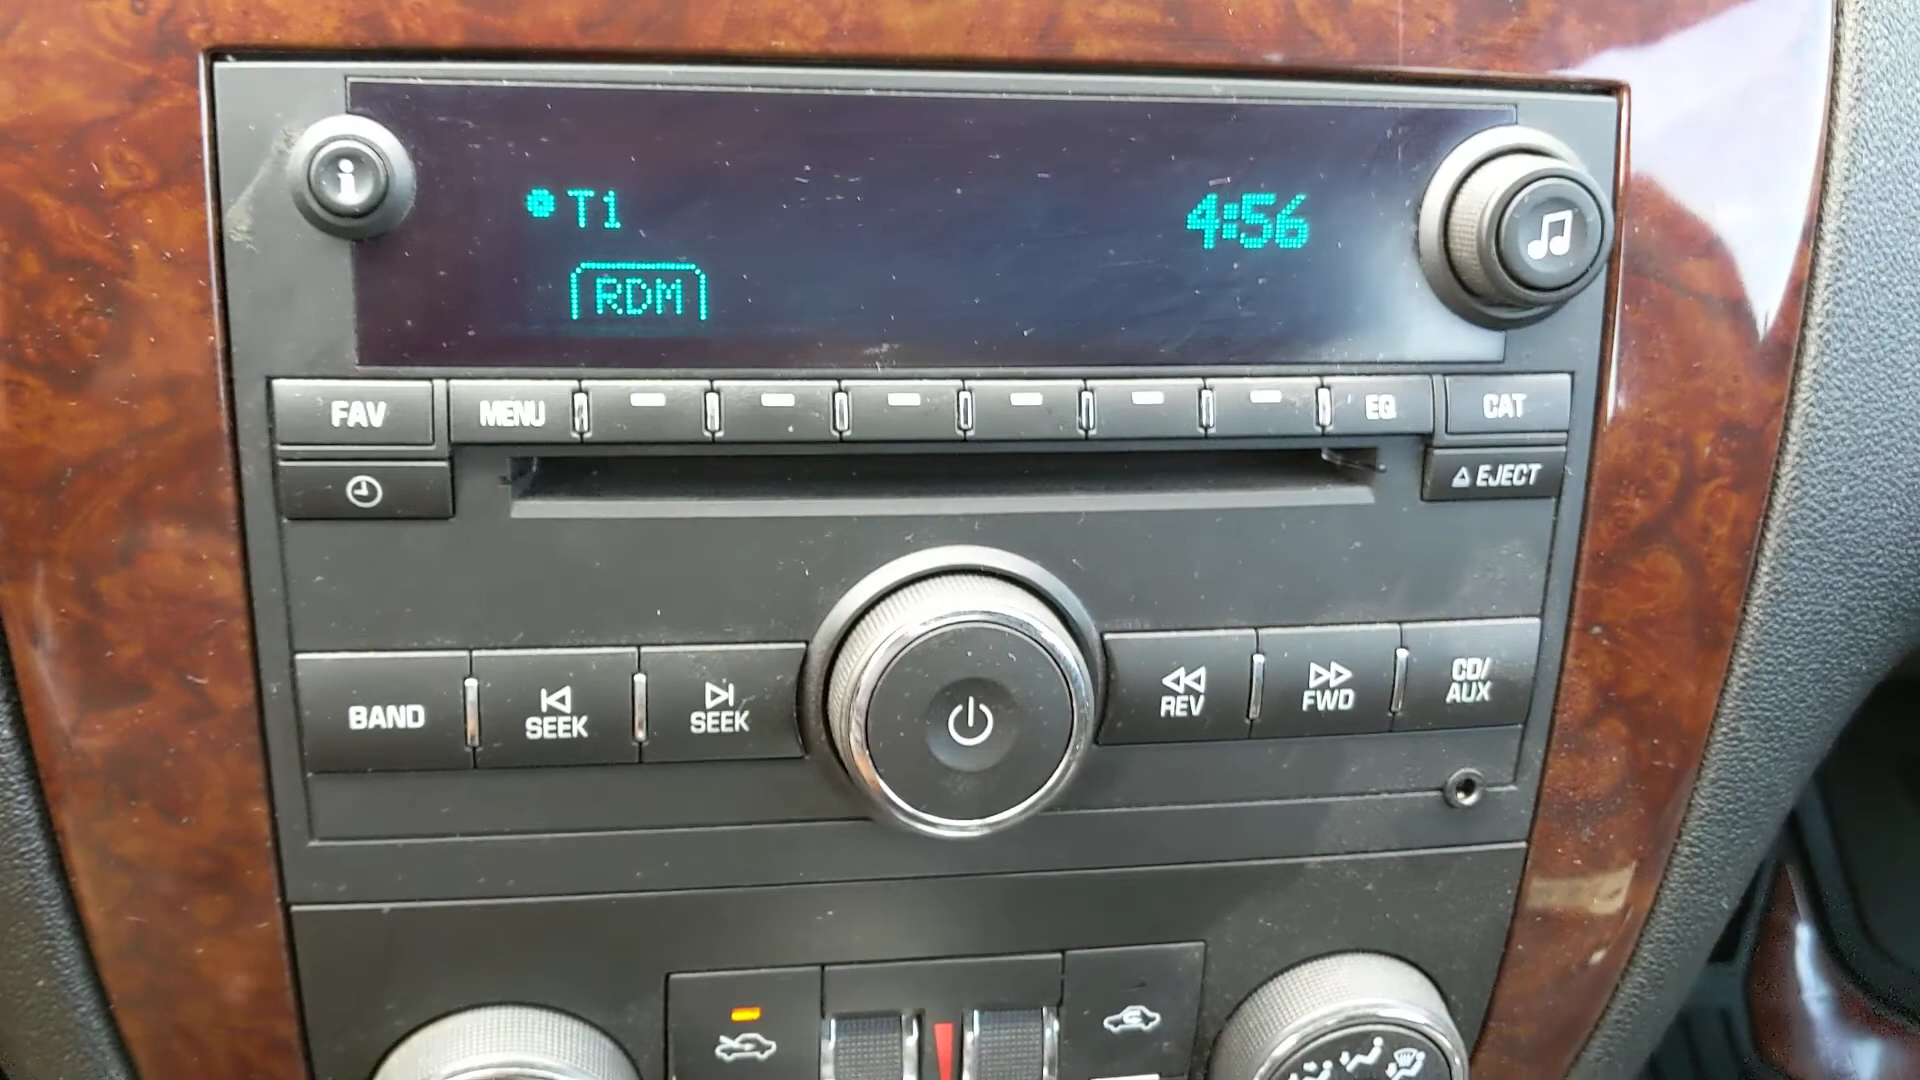 T1 4:56
RDM
FAV MENU EQ CAT
EJECT
BAND SEEK SEEK REV FWD CD/
AUX